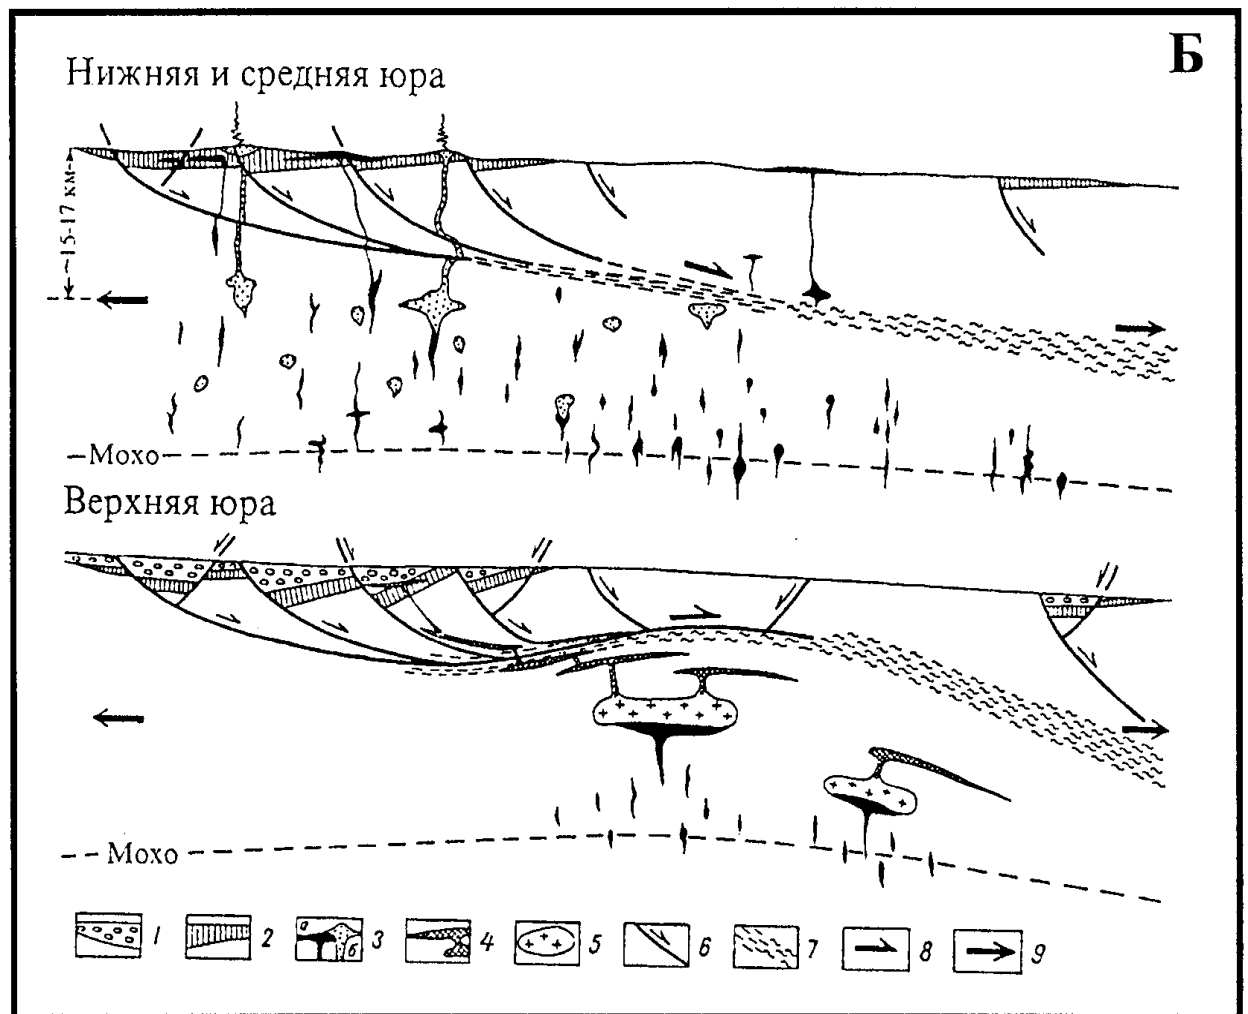 Б
Нижняя и средняя юра
~15-17 км
Мохо
Верхняя юра
Мохо
1 2 а б 3 4 5 6 7 8 9